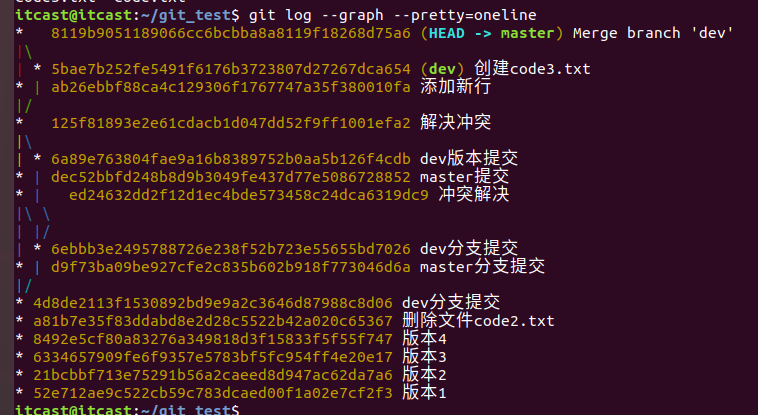 itcast@itcast:~/git_test$ git log --graph --pretty=oneline
*   8119b9051189066cc6bcbba8a8119f18268d75a6 (HEAD -> master) Merge branch 'dev'
|\
| * 5bae7b252fe5491f6176b3723807d27267dca654 (dev) 创建code3.txt
* | ab26ebbf88ca4c129306f1767747a35f380010fa 添加新行
|/
*   125f81893e2e61cdacb1d047dd52f9ff1001efa2 解决冲突
|\
| * 6a89e763804fae9a16b8389752b0aa5b126f4cdb dev版本提交
* | dec52bbfd248b8d9b3049fe437d77e5086728852 master提交
* |   ed24632dd2f12d1ec4bde573458c24dca6319dc9 冲突解决
|\ \
| |/
| * 6ebbb3e2495788726e238f52b723e55655bd7026 dev分支提交
* | d9f73ba09be927cfe2c835b602b918f773046d6a master分支提交
|/
* 4d8de2113f1530892bd9e9a2c3646d87988c8d06 dev分支提交
* a81b7e35f83ddabd8e2d28c5522b42a020c65367 删除文件code2.txt
* 8492e5cf80a83276a349818d3f15833f5f55f747 版本4
* 6334657909fe6f9357e5783bf5fc954ff4e20e17 版本3
* 21bcbbf713e75291b56a2caeed8d947ac62da7a6 版本2
* 52e712ae9c522cb59c783dcaed00f1a02e7cf2f3 版本1
itcast@itcast:~/git_test$